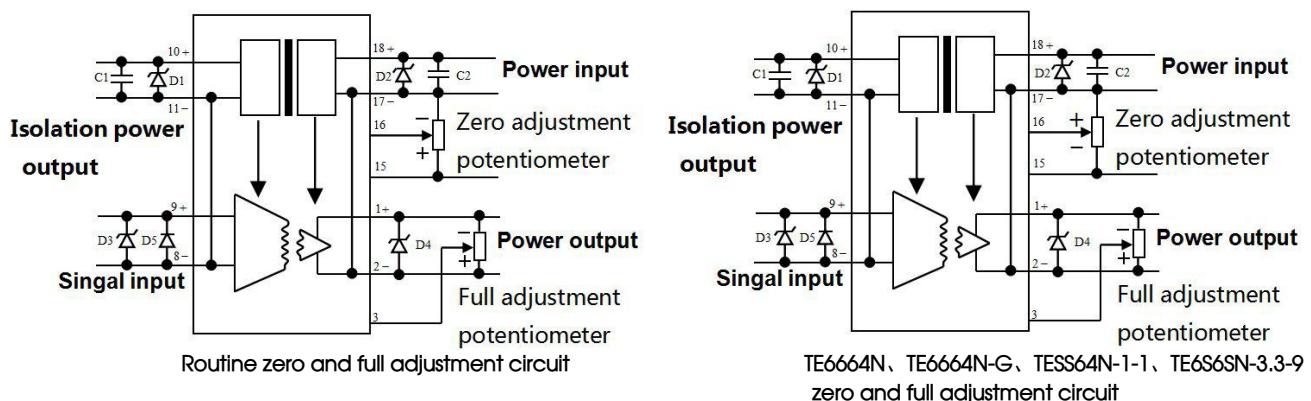 10 +
C1
D1
11 −
Isolation power
output
18 +
D2
C2
Power input
17 −
16
−
+
Zero adjustment
potentiometer
15
9 +
D3
D5
8 −
Singal input
1+
D4
−
+
Power output
2 −
Full adjustment
potentiometer
3
Routine zero and full adjustment circuit
10 +
C1
D1
11 −
Isolation power
output
18 +
D2
C2
Power input
17 −
16
+
−
Zero adjustment
potentiometer
15
9 +
D3
D5
8 −
Singal input
1+
D4
−
+
Power output
2 −
Full adjustment
potentiometer
3
TE6664N、TE6664N-G、TESS64N-1-1、TE6S6SN-3.3-9
zero and full adjustment circuit